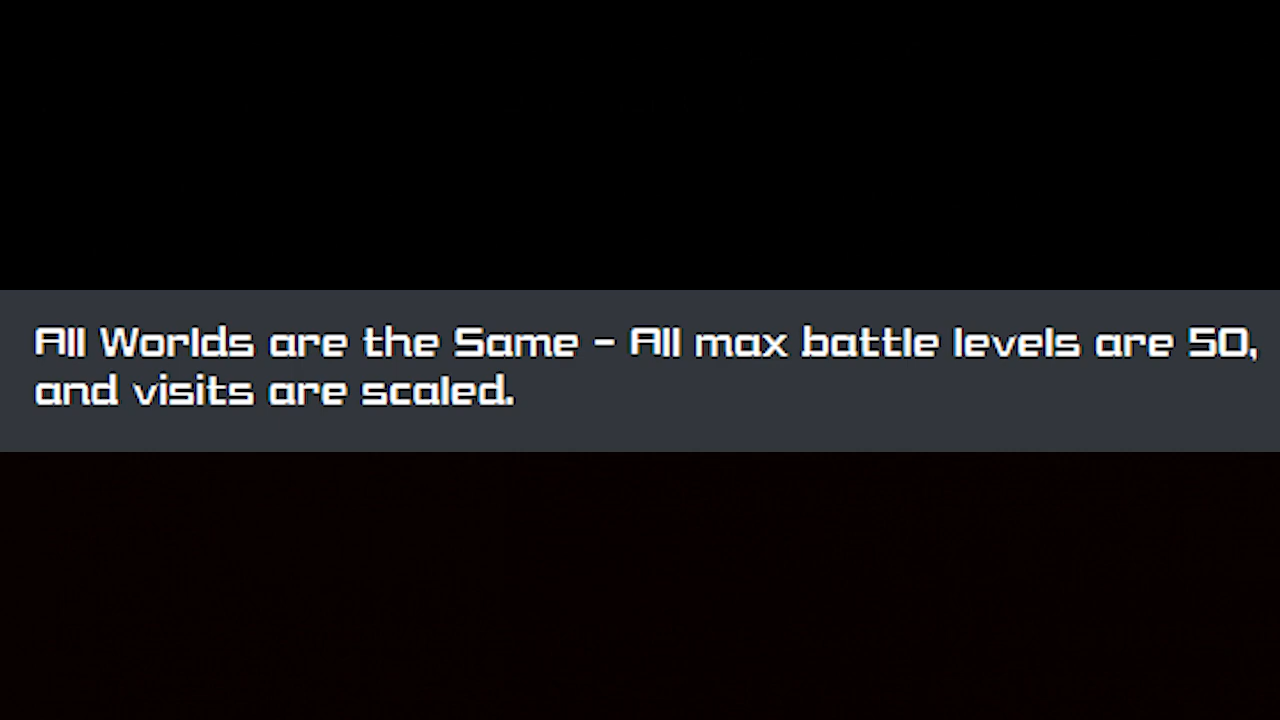 All Worlds are the Same - All max battle levels are 50,
and visits are scaled.